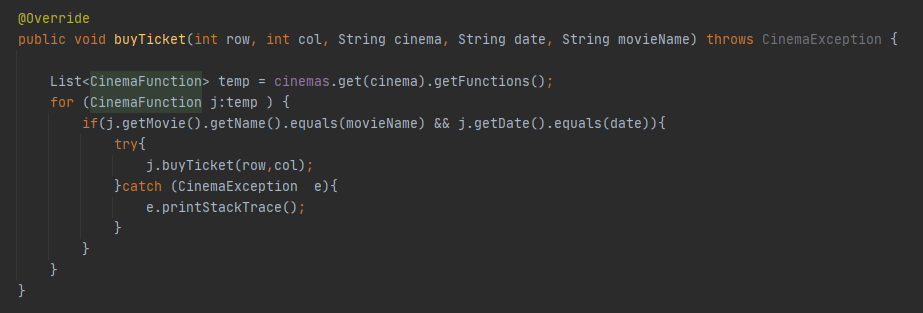 @Override
public void buyTicket(int row, int col, String cinema, String date, String movieName) throws CinemaException {
List<CinemaFunction> temp = cinemas.get(cinema).getFunctions();
for (CinemaFunction j:temp ) {
if(j.getMovie().getName().equals(movieName) && j.getDate().equals(date)){
try{
j.buyTicket(row,col);
}catch (CinemaException  e){
e.printStackTrace();
}
}
}
}